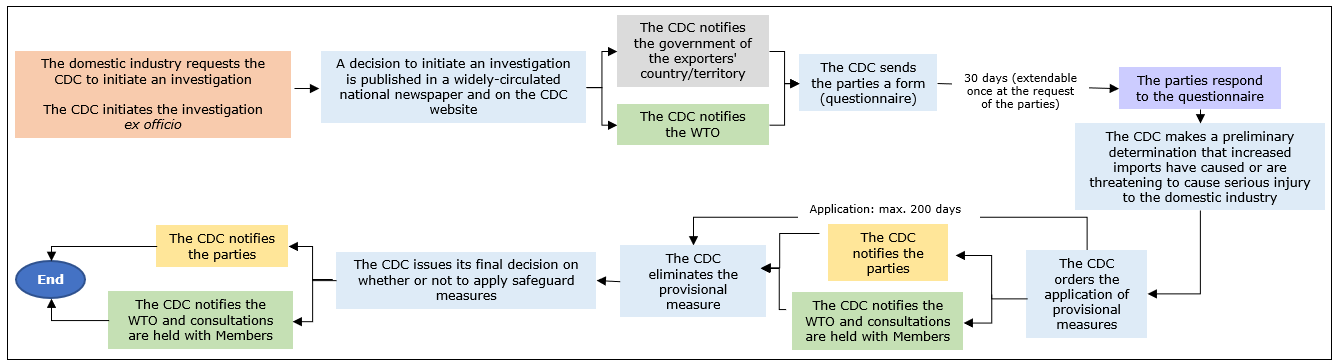 The domestic industry requests the
CDC to initiate an investigation
The CDC initiates the investigation
ex officio
A decision to initiate an investigation
is published in a widely-circulated
national newspaper and on the CDC
website
The CDC notifies
the government of
the exporters'
country/territory
The CDC notifies
the WTO
The CDC sends
the parties a form
(questionnaire)
30 days (extendable
once at the request
of the parties)
The parties respond
to the questionnaire
The CDC makes a preliminary
determination that increased
imports have caused or are
threatening to cause serious injury
to the domestic industry
The CDC
orders the
application of
provisional
measures
Application: max. 200 days
The CDC
notifies the
parties
The CDC notifies the
WTO and consultations
are held with Members
The CDC
eliminates the
provisional
measure
The CDC issues its final decision on
whether or not to apply safeguard
measures
The CDC notifies
the parties
The CDC notifies the
WTO and consultations
are held with Members
End